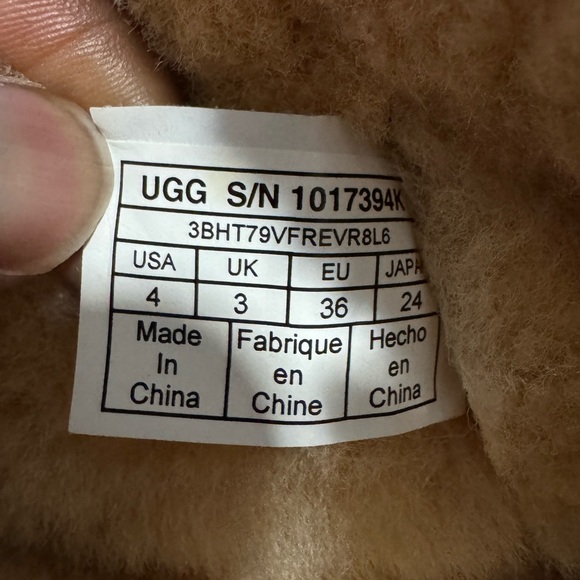 UGG S/N 1017394K
3BHT79VFREVR8L6
USA UK EU JAPA
4 3 36 24
Made Fabrique Hecho
In en en
China Chine China